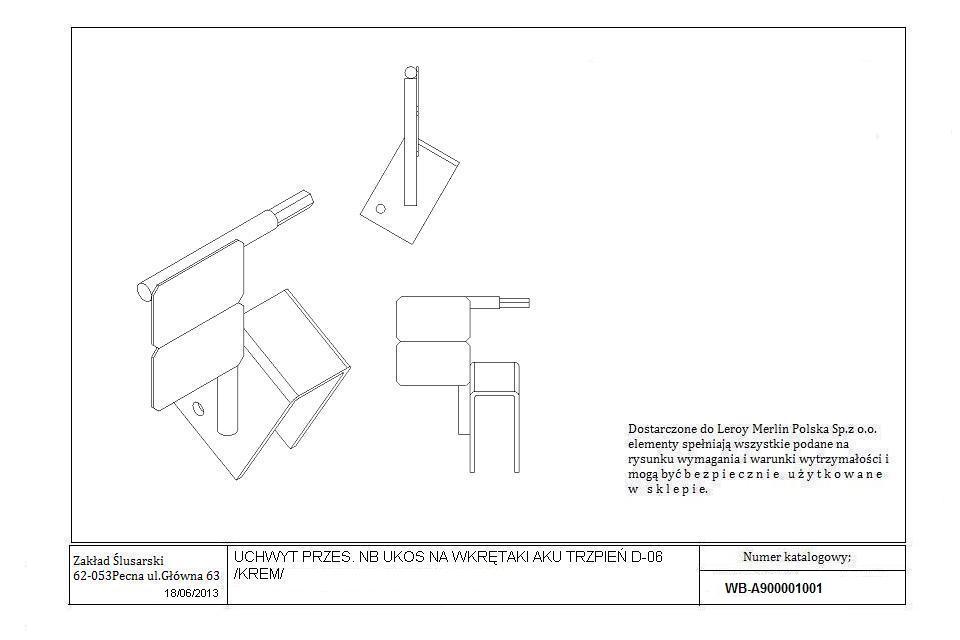 Dostarczone do Leroy Merlin Polska Sp.z o.o.
elementy spełniają wszystkie podane na
rysunku wymagania i warunki wytrzymałości i
mogą być b e z p i e c z n i e u ż y t k o w a n e
w s k l e p i e.
Zakład Ślusarski
62-053Pecna ul.Główna 63
18/06/2013
UCHWYT PRZES. NB UKOS NA WKRĘTAKI AKU TRZPIEŃ D-06
/KREM/
Numer katalogowy;
WB-A900001001